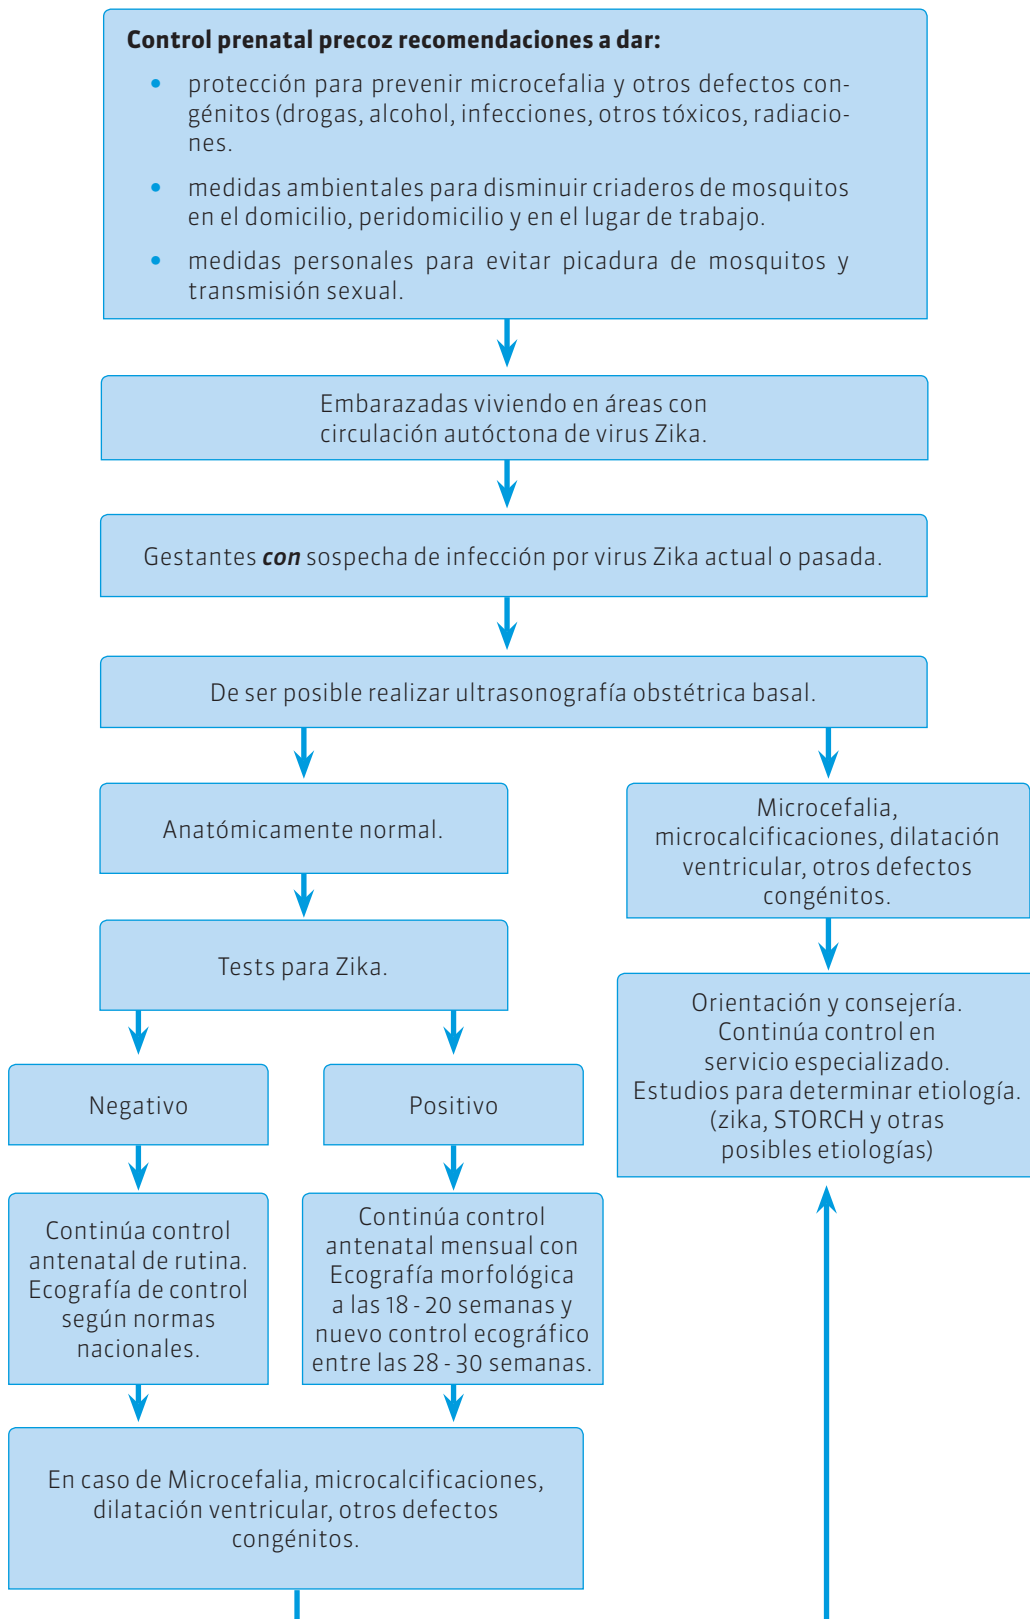 Control prenatal precoz recomendaciones a dar:
• protección para prevenir microcefalia y otros defectos con-
génitos (drogas, alcohol, infecciones, otros tóxicos, radiacio-
nes.
• medidas ambientales para disminuir criaderos de mosquitos
en el domicilio, peridomicilio y en el lugar de trabajo.
• medidas personales para evitar picadura de mosquitos y
transmisión sexual.
Embarazadas viviendo en áreas con
circulación autóctona de virus Zika.
Gestantes con sospecha de infección por virus Zika actual o pasada.
De ser posible realizar ultrasonografía obstétrica basal.
Anatómicamente normal.
Microcefalia,
microcalcificaciones, dilatación
ventricular, otros defectos
congénitos.
Tests para Zika.
Orientación y consejería.
Continúa control en
servicio especializado.
Estudios para determinar etiología.
(zika, STORCH y otras
posibles etiologías)
Negativo
Positivo
Continúa control
antenatal de rutina.
Ecografía de control
según normas
nacionales.
Continúa control
antenatal mensual con
Ecografía morfológica
a las 18 - 20 semanas y
nuevo control ecográfico
entre las 28 - 30 semanas.
En caso de Microcefalia, microcalcificaciones,
dilatación ventricular, otros defectos
congénitos.